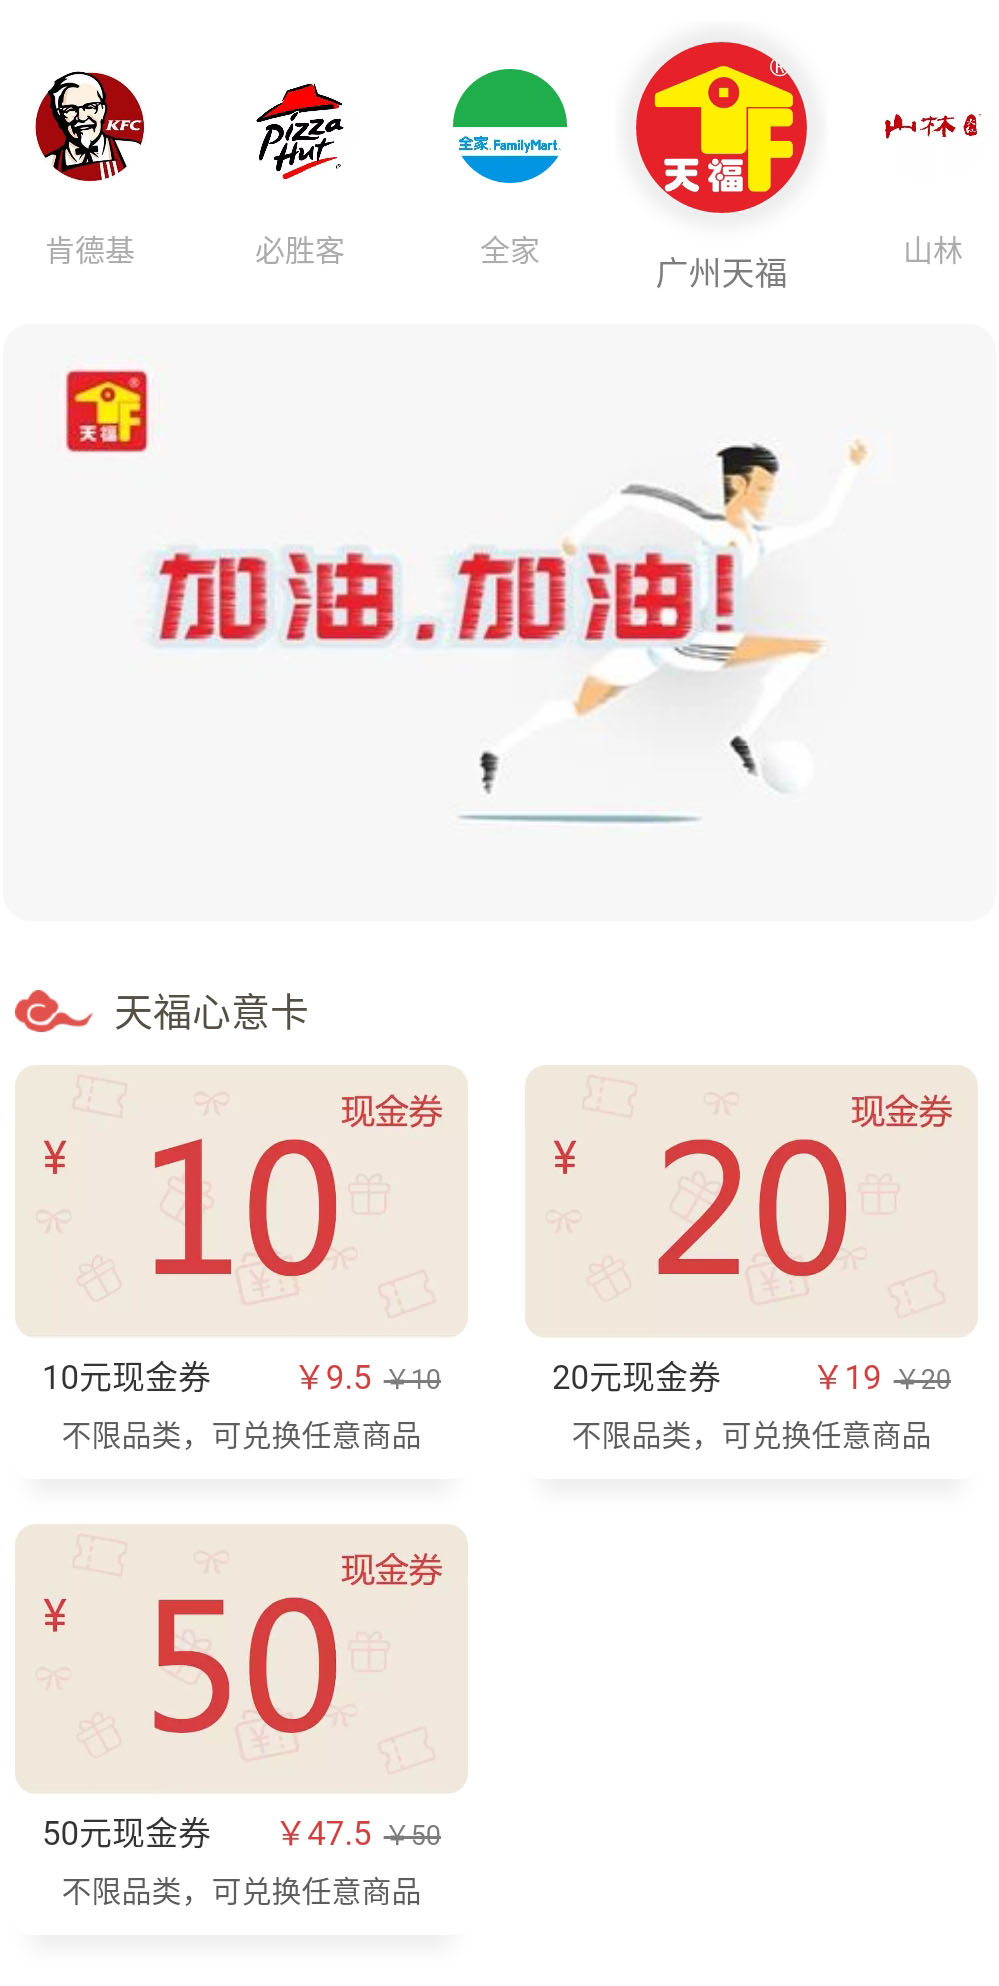 KFC
Pizza
Hut
全家 FamilyMart
天福
®
山林
肯德基
必胜客
全家
广州天福
山林
天福
®
加油.加油!
天福心意卡
现金券
¥ 10
现金券
¥ 20
10元现金券 ¥9.5 ¥10
20元现金券 ¥19 ¥20
不限品类，可兑换任意商品
不限品类，可兑换任意商品
现金券
¥ 50
50元现金券 ¥47.5 ¥50
不限品类，可兑换任意商品